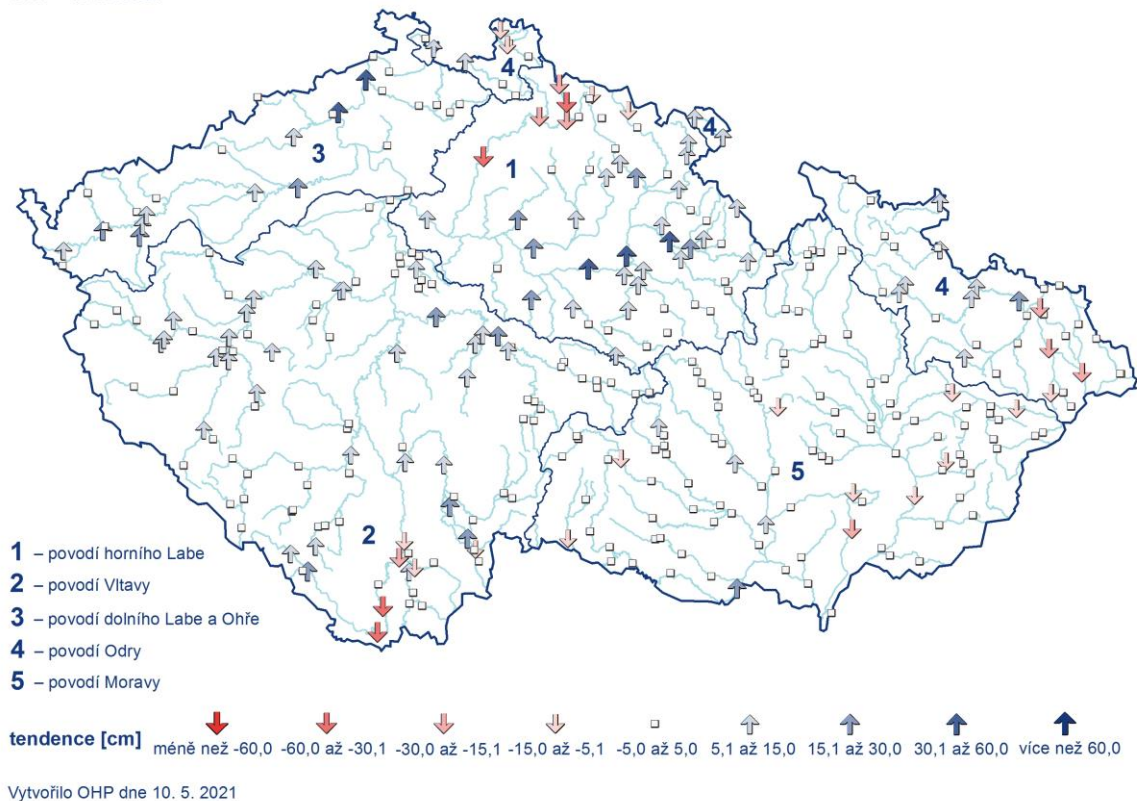 4
3
1
4
4
5
2
1 – povodí horního Labe
2 – povodí Vltavy
3 – povodí dolního Labe a Ohře
4 – povodí Odry
5 – povodí Moravy
tendence [cm] méně než -60,0 -60,0 až -30,1 -30,0 až -15,1 -15,0 až -5,1 -5,0 až 5,0 5,1 až 15,0 15,1 až 30,0 30,1 až 60,0 více než 60,0
Vytvořilo OHP dne 10. 5. 2021